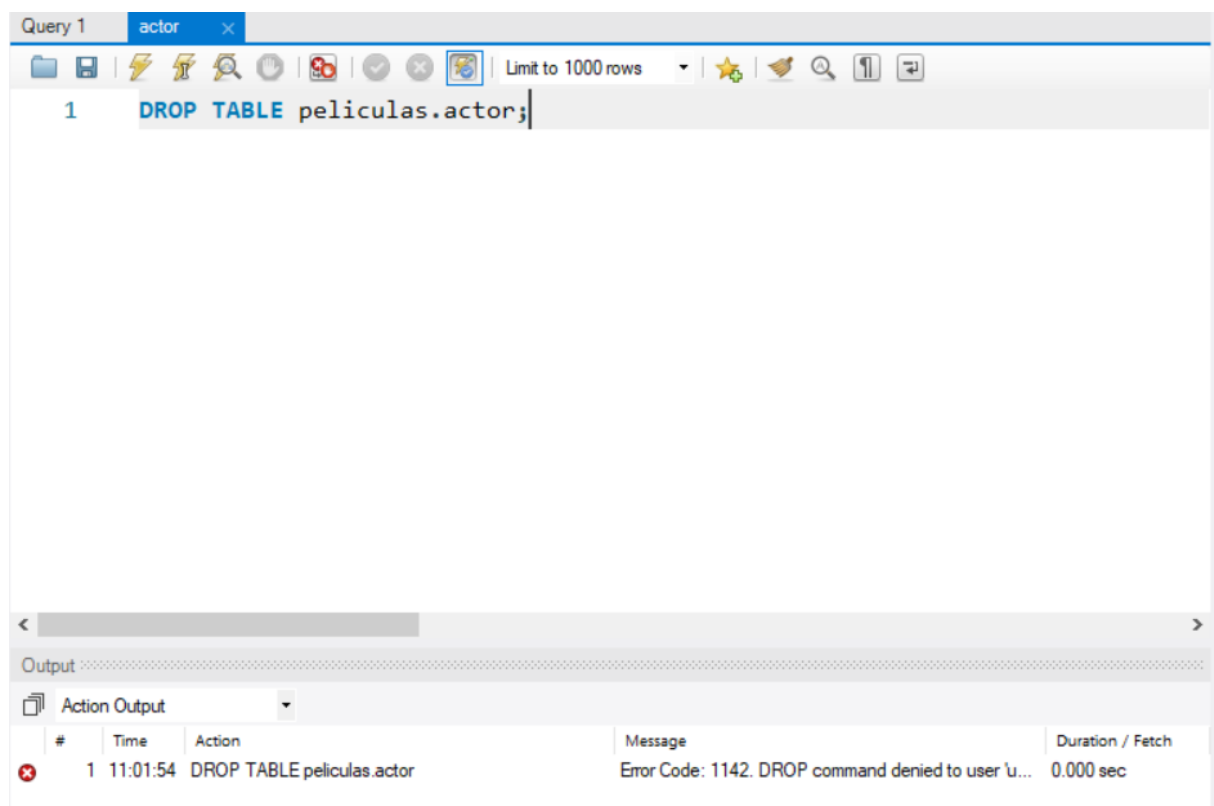 Query 1 actor ×
Limit to 1000 rows
1 DROP TABLE peliculas.actor;
Output
Action Output
# Time Action Message Duration / Fetch
1 11:01:54 DROP TABLE peliculas.actor Error Code: 1142. DROP command denied to user 'u... 0.000 sec